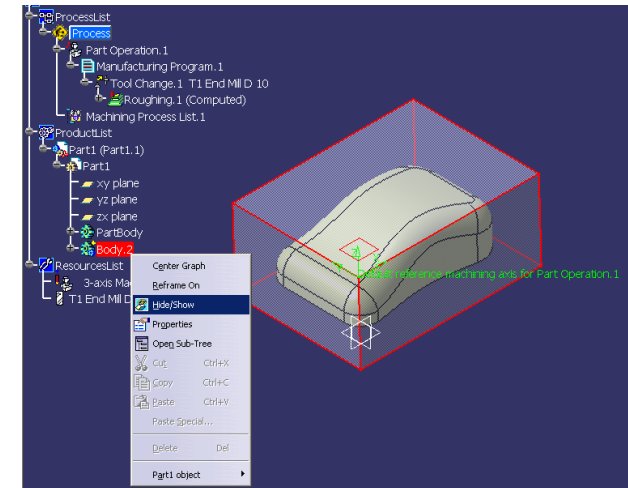 ProcessList
Process
Part Operation.1
Manufacturing Program.1
Tool Change.1 T1 End Mill D 10
Roughing.1 (Computed)
Machining Process List.1
ProductList
Part1 (Part1.1)
Part1
xy plane
yz plane
zx plane
PartBody
Body.2
ResourcesList
3-axis Ma
T1 End Mill D
Center Graph
Reframe On
Hide/Show
Properties
Open Sub-Tree
Cut Ctrl+X
Copy Ctrl+C
Paste Ctrl+V
Paste Special...
Delete Del
Part1 object
reference machining axis for Part Operation.1